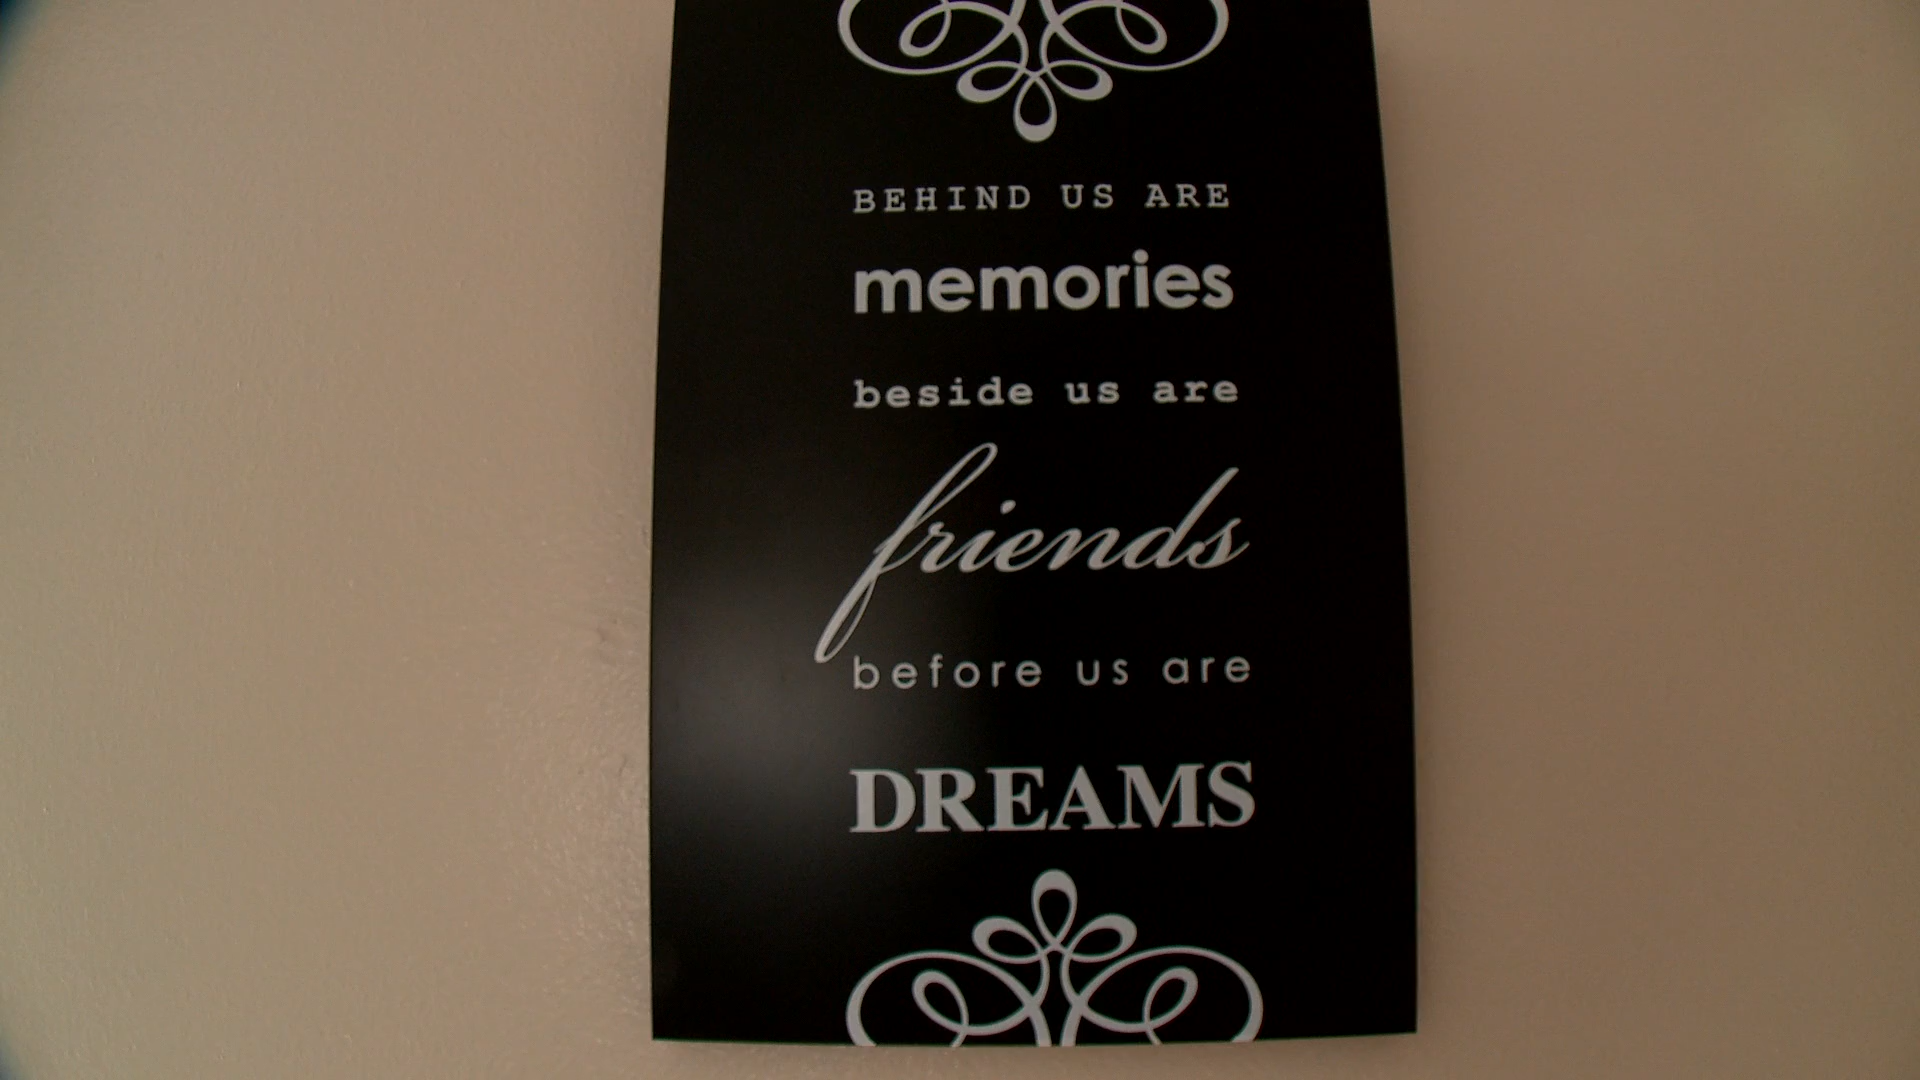 BEHIND US ARE
memories
beside us are
friends
before us are
DREAMS